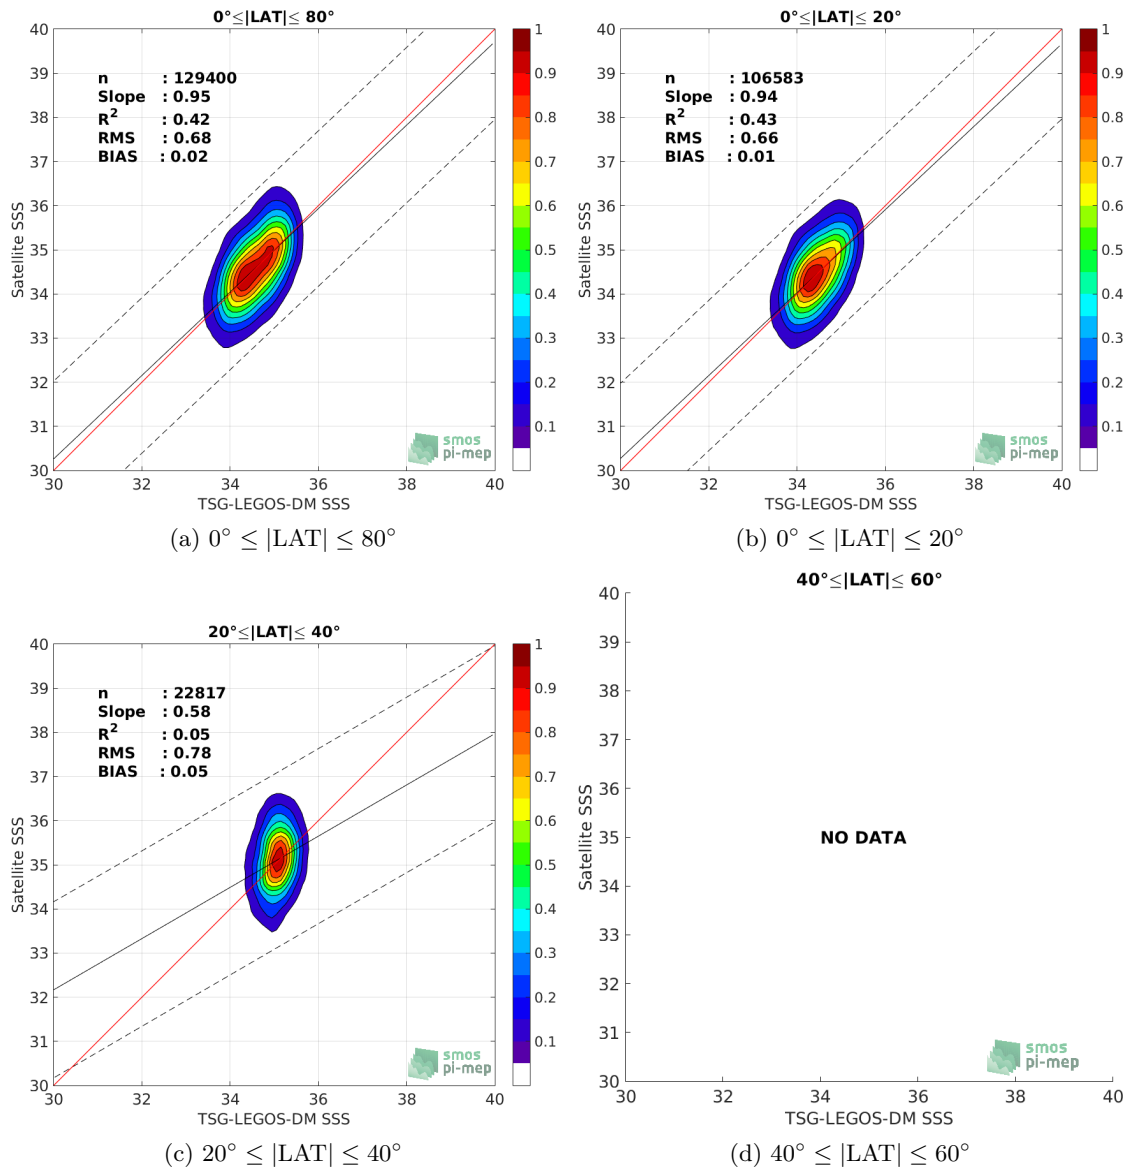 0°≤|LAT|≤ 80°
n : 129400
Slope : 0.95
R² : 0.42
RMS : 0.68
BIAS : 0.02
Satellite SSS
40
39
38
37
36
35
34
33
32
31
30
30 32 34 36 38 40
TSG-LEGOS-DM SSS
1
0.9
0.8
0.7
0.6
0.5
0.4
0.3
0.2
0.1
smos
pi-mep
(a) 0° ≤ |LAT| ≤ 80°
0°≤|LAT|≤ 20°
n : 106583
Slope : 0.94
R² : 0.43
RMS : 0.66
BIAS : 0.01
Satellite SSS
40
39
38
37
36
35
34
33
32
31
30
30 32 34 36 38 40
TSG-LEGOS-DM SSS
1
0.9
0.8
0.7
0.6
0.5
0.4
0.3
0.2
0.1
smos
pi-mep
(b) 0° ≤ |LAT| ≤ 20°
20°≤|LAT|≤ 40°
n : 22817
Slope : 0.58
R² : 0.05
RMS : 0.78
BIAS : 0.05
Satellite SSS
40
39
38
37
36
35
34
33
32
31
30
30 32 34 36 38 40
TSG-LEGOS-DM SSS
1
0.9
0.8
0.7
0.6
0.5
0.4
0.3
0.2
0.1
smos
pi-mep
(c) 20° ≤ |LAT| ≤ 40°
40°≤|LAT|≤ 60°
Satellite SSS
40
39
38
37
36
35
34
33
32
31
30
NO DATA
30 32 34 36 38 40
TSG-LEGOS-DM SSS
smos
pi-mep
(d) 40° ≤ |LAT| ≤ 60°